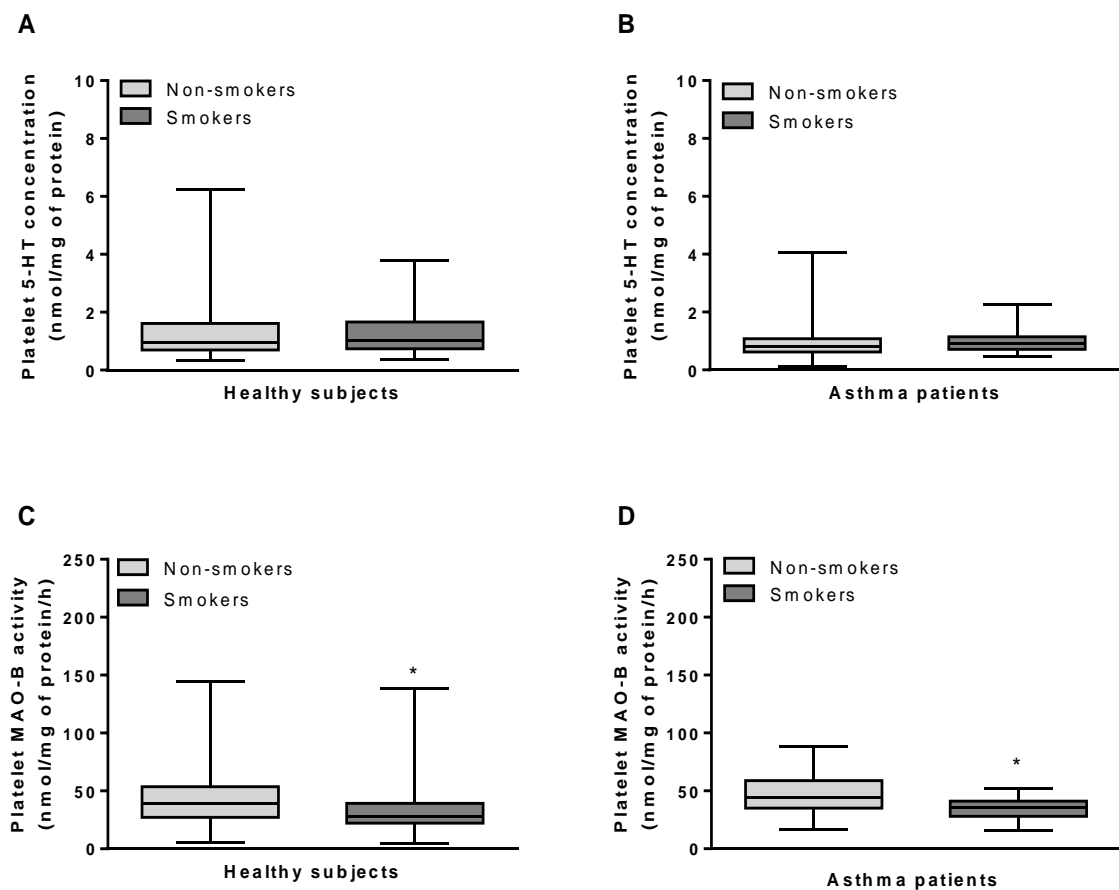 A
Platelet 5-HT concentration
(nmol/mg of protein)
10
8
6
4
2
0
Non-smokers
Smokers
Healthy subjects
B
Platelet 5-HT concentration
(nmol/mg of protein)
10
8
6
4
2
0
Non-smokers
Smokers
Asthma patients
C
Platelet MAO-B activity
(nmol/mg of protein/h)
250
200
150
100
50
0
Non-smokers
Smokers
*
Healthy subjects
D
Platelet MAO-B activity
(nmol/mg of protein/h)
250
200
150
100
50
0
Non-smokers
Smokers
*
Asthma patients